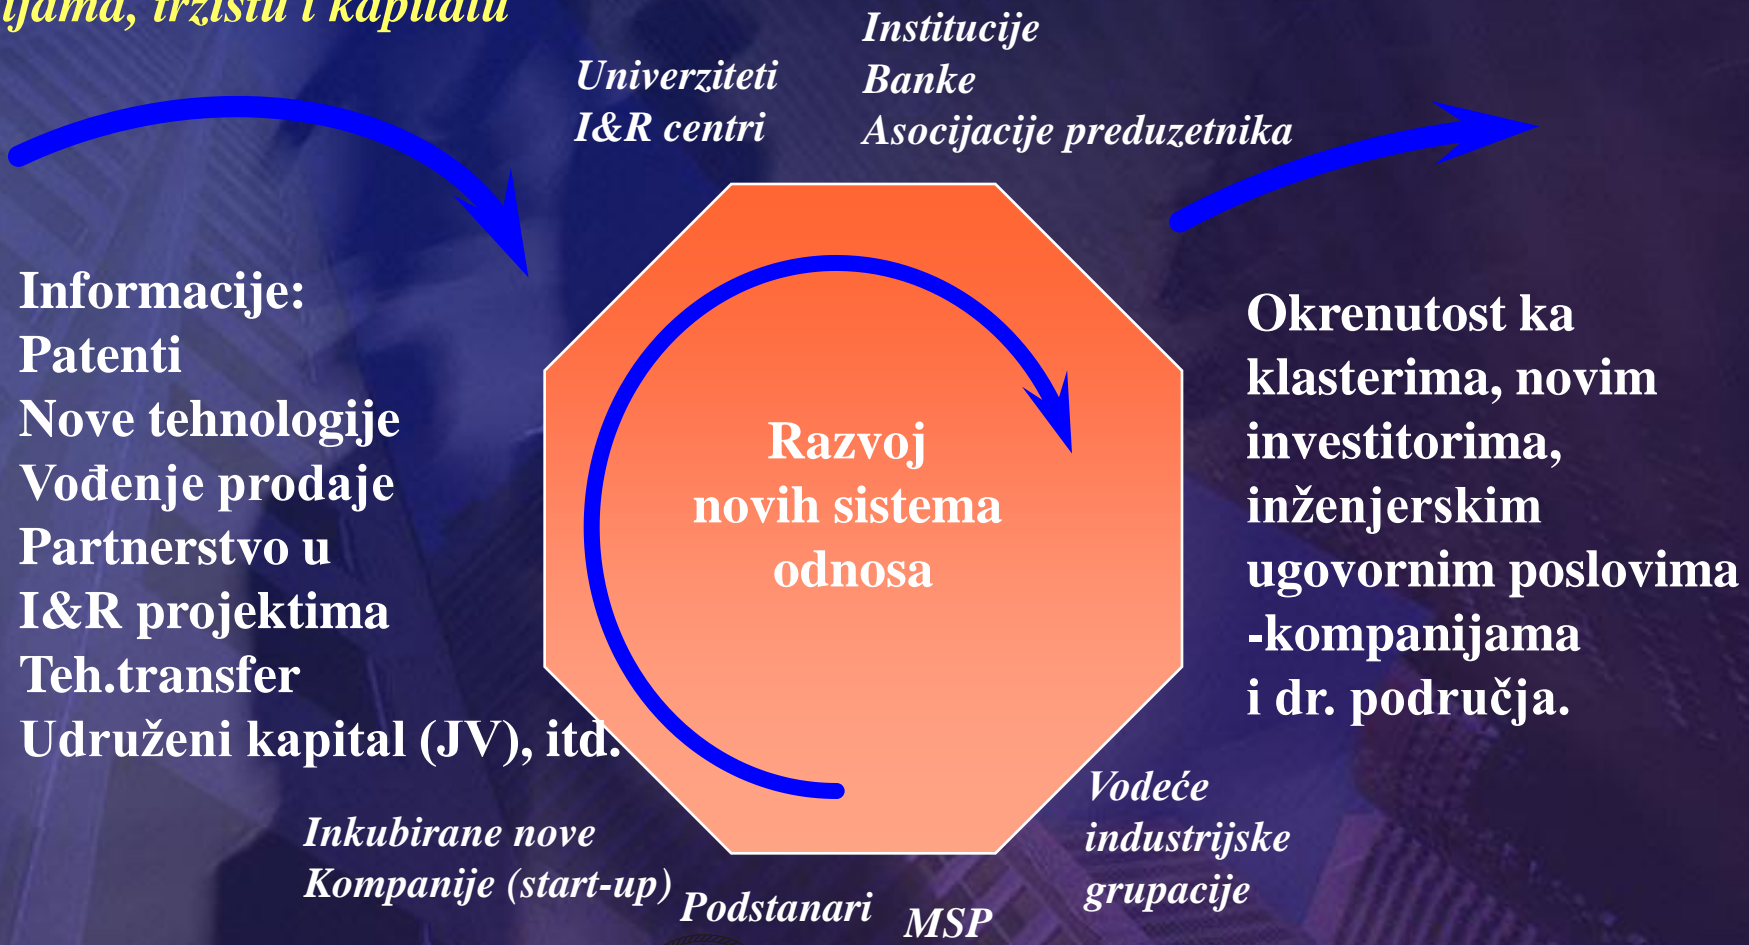 tržištu i kapitalu
Univerziteti
I&R centri
Institucije
Banke
Asocijacije preduzetnika
Informacije:
Patenti
Nove tehnologije
Vođenje prodaje
Partnerstvo u
I&R projektima
Teh.transfer
Udruženi kapital (JV), itd.
Razvoj
novih sistema
odnosa
Okrenutost ka
klasterima, novim
investitorima,
inženjerskim
ugovornim poslovima
-kompanijama
i dr. područja.
Inkubirane nove
Kompanije (start-up)
Podstanari
MSP
Vodeće
industrijske
grupacije